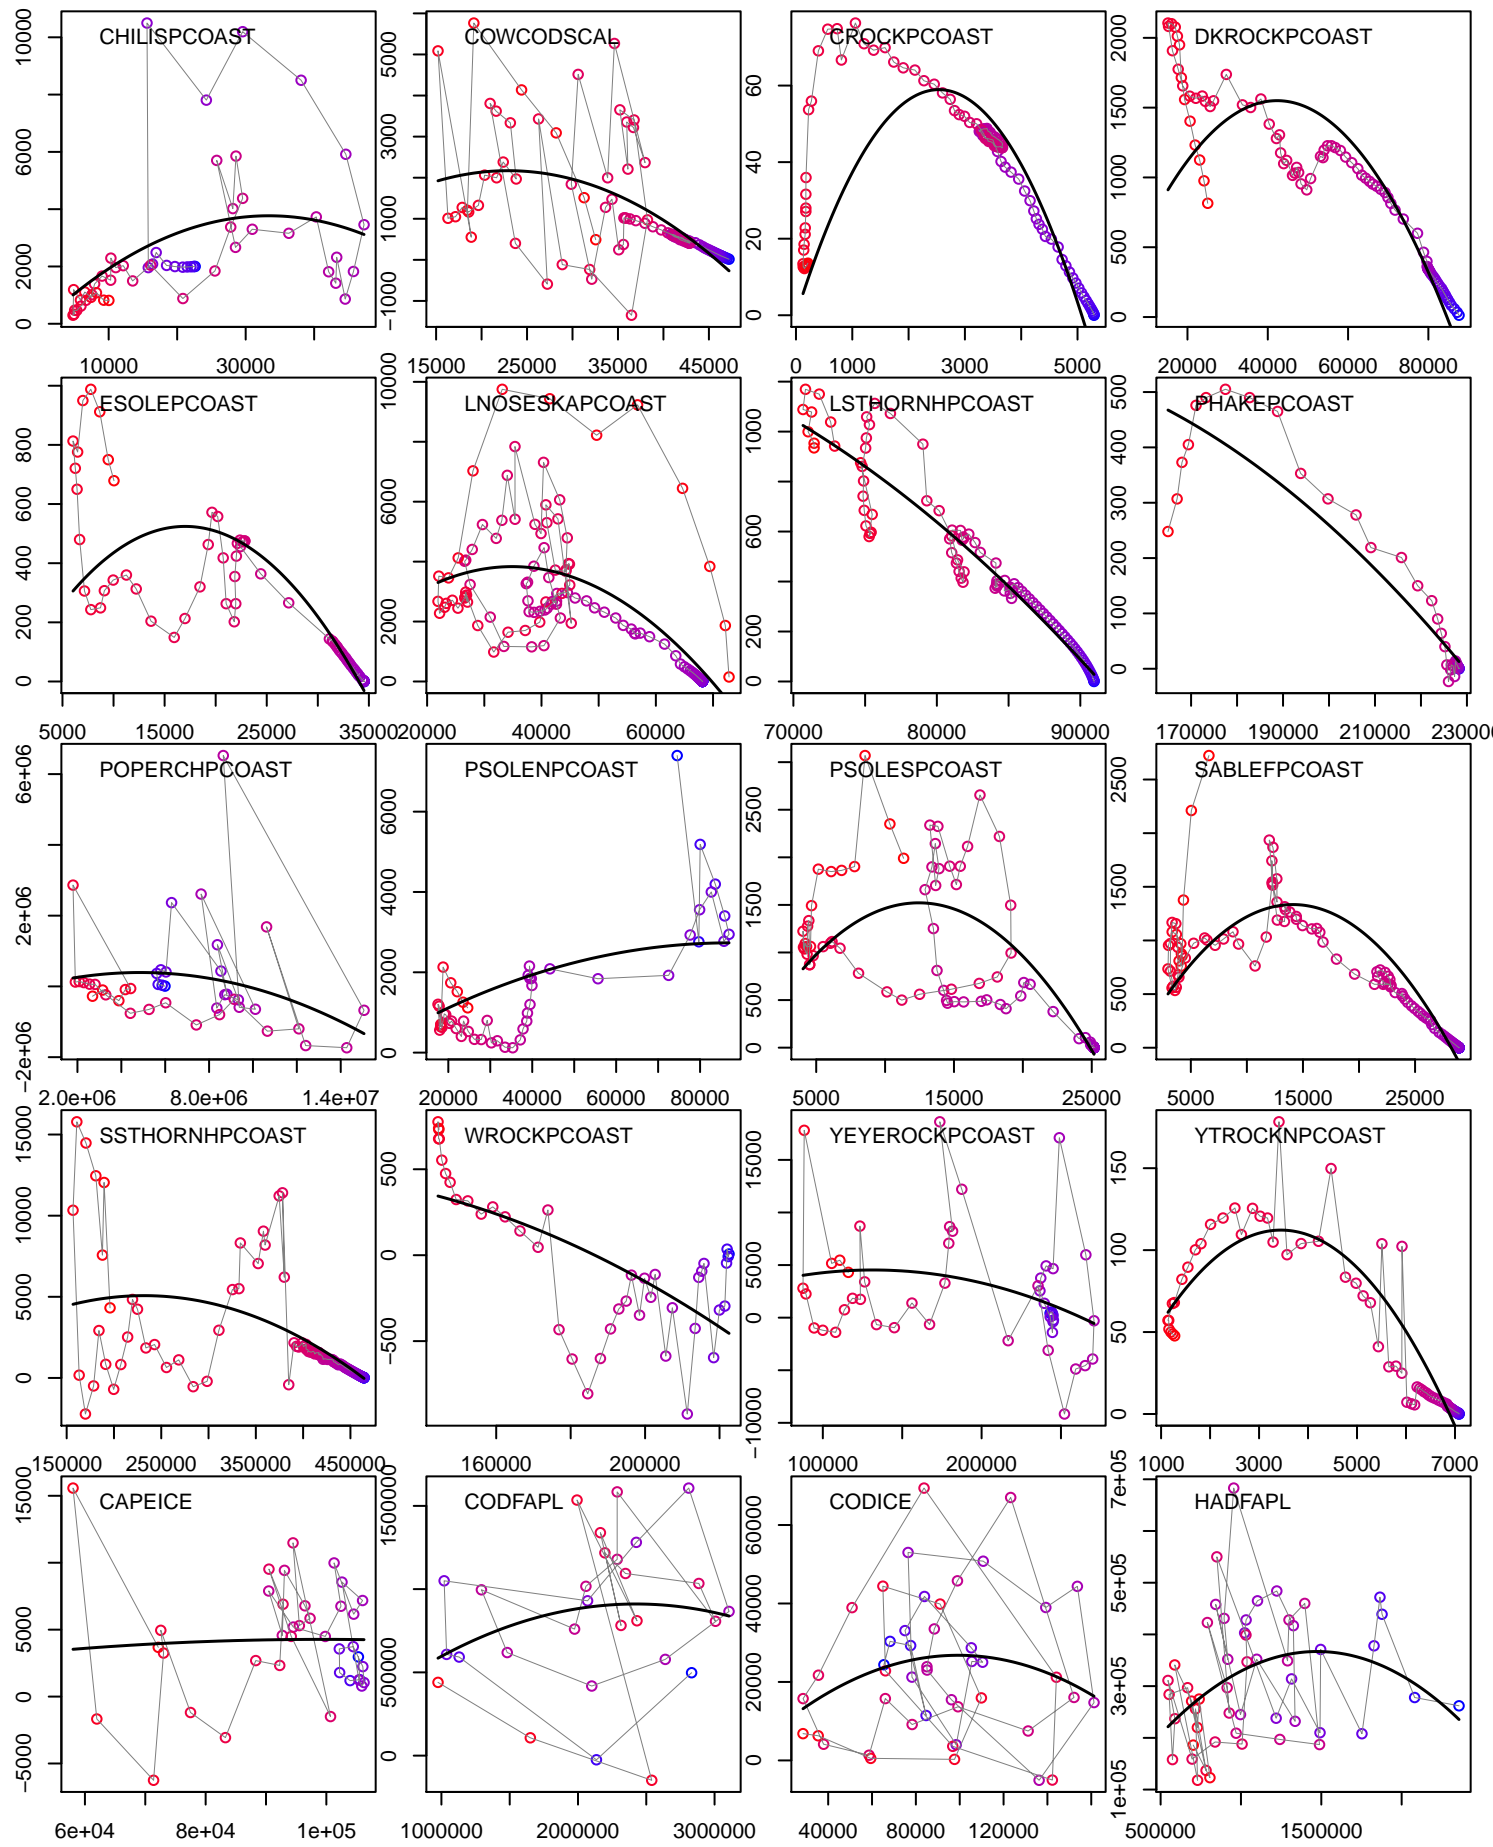 CHILISPCOAST COWCODSCAL CROCKPCOAST DKROCKPCOAST
0 2000 6000 10000
−1000 1000 3000 5000
0 20 40 60
0 500 1000 1500 2000
10000 30000
15000 25000 35000 45000
0 1000 3000 5000
20000 40000 60000 80000
ESOLEPCOAST LNOSESKAPCOAST LSTHORNHPCOAST PHAKEPCOAST
0 200 400 600 800
0 2000 6000 10000
0 200 600 1000
0 100 200 300 400 500
5000 15000 25000 35000
20000 40000 60000
70000 80000 90000
170000 190000 210000 230000
POPERCHPCOAST PSOLENPCOAST PSOLESPCOAST SABLEFPCOAST
−2e+06 2e+06 6e+06
0 2000 4000 6000
0 500 1500 2500
0 500 1500 2500
2.0e+06 8.0e+06 1.4e+07
20000 40000 60000 80000
5000 15000 25000
5000 15000 25000
SSTHORNHPCOAST WROCKPCOAST YEYEROCKPCOAST YTROCKNPCOAST
0 5000 10000 15000
−500 0 500
−10000 0 5000 15000
0 50 100 150
150000 250000 350000 450000
160000 200000
100000 200000
1000 3000 5000 7000
CAPEICE CODFAPL CODICE HADFAPL
−5000 0 5000 15000
0 500000 1500000
0 20000 40000 60000
1e+05 3e+05 5e+05 7e+05
6e+04 8e+04 1e+05
1000000 2000000 3000000
40000 80000 120000
500000 1500000